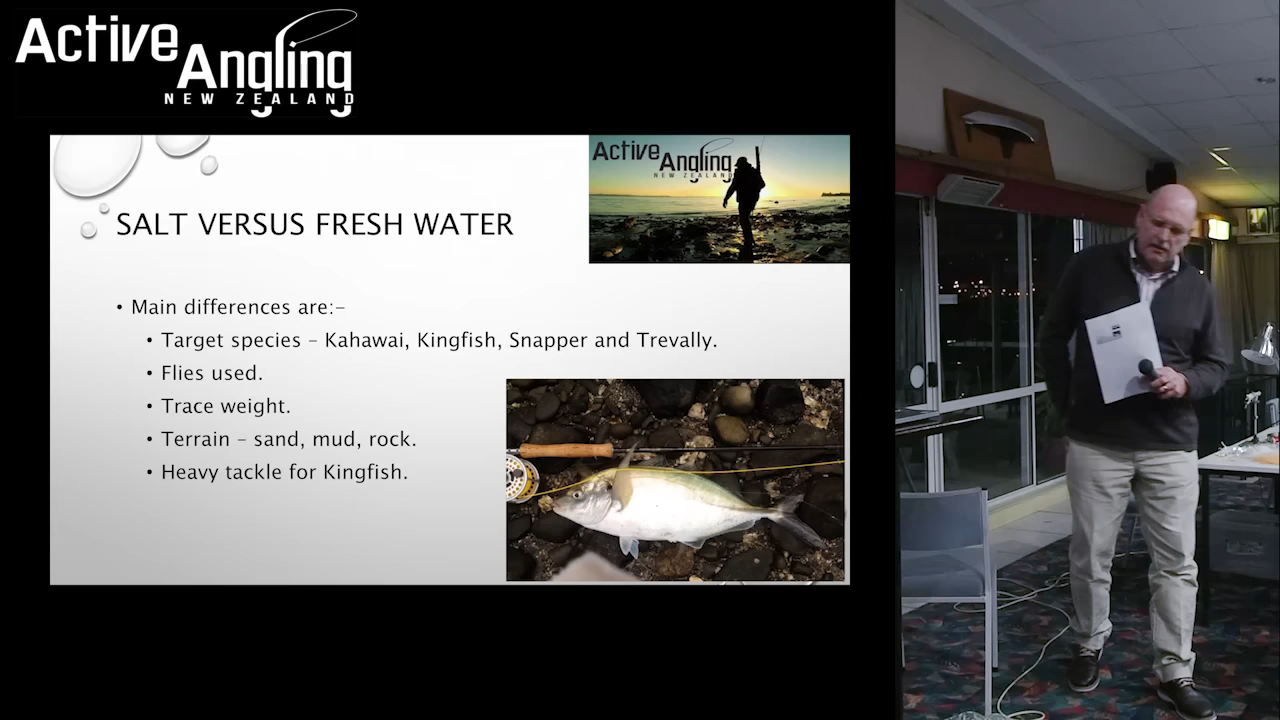 Active Angling
NEW ZEALAND
Active Angling
NEW ZEALAND
SALT VERSUS FRESH WATER
• Main differences are:–
• Target species – Kahawai, Kingfish, Snapper and Trevally.
• Flies used.
• Trace weight.
• Terrain – sand, mud, rock.
• Heavy tackle for Kingfish.